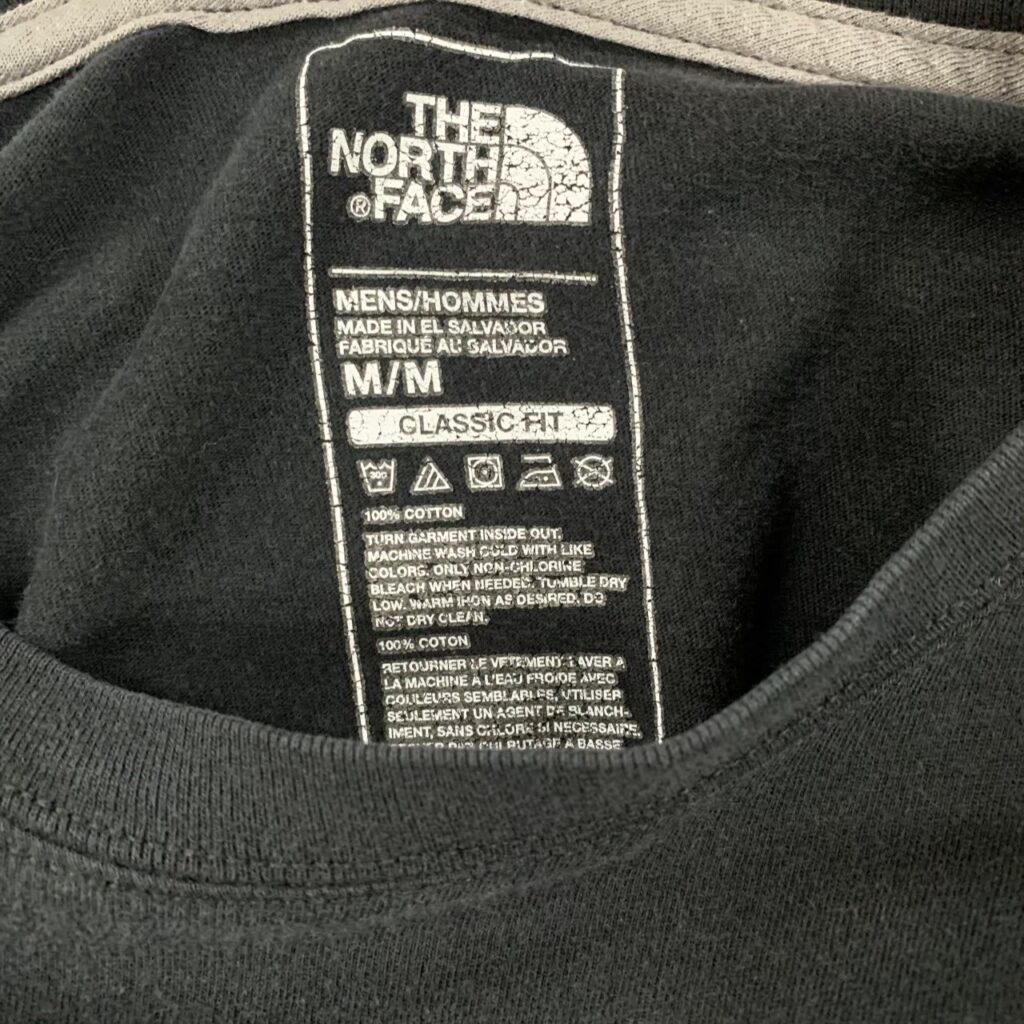 THE
NORTH
®FACE
MENS/HOMMES
MADE IN EL SALVADOR
FABRIQUÉ AU SALVADOR
M/M
CLASSIC FIT
300
100% COTTON
TURN GARMENT INSIDE OUT.
MACHINE WASH COLD WITH LIKE
COLORS. ONLY NON-CHLORINE
BLEACH WHEN NEEDED. TUMBLE DRY
LOW. WARM IRON AS DESIRED. DO
NOT DRY CLEAN.
100% COTON
RETOURNER LE VETEMENT. LAVER A
LA MACHINE A L'EAU FROIDE AVEC
COULEURS SEMBLABLES, UTILISER
SEULEMENT UN AGENT DE BLANCH-
IMENT, SANS CHLORE SI NECESSAIRE,
A BASSE